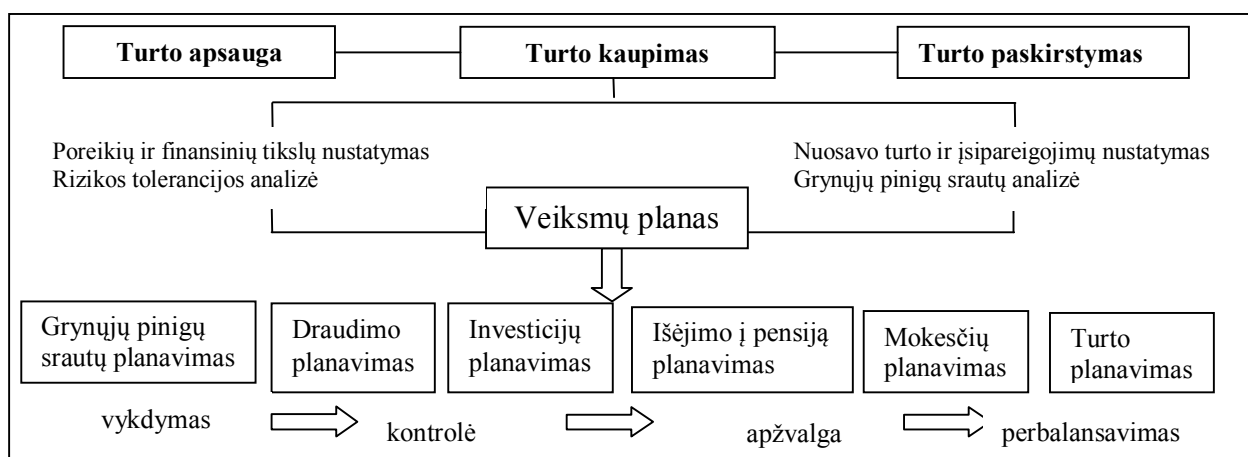 Turto apsauga
Turto kaupimas
Turto paskirstymas
Poreikių ir finansinių tikslų nustatymas
Rizikos tolerancijos analizė
Nuosavo turto ir įsipareigojimų nustatymas
Grynųjų pinigų srautų analizė
Veiksmų planas
Grynųjų pinigų
srautų planavimas
Draudimo
planavimas
Investicijų
planavimas
Išėjimo į pensiją
planavimas
Mokesčių
planavimas
Turto
planavimas
vykdymas
kontrolė
apžvalga
perbalansavimas